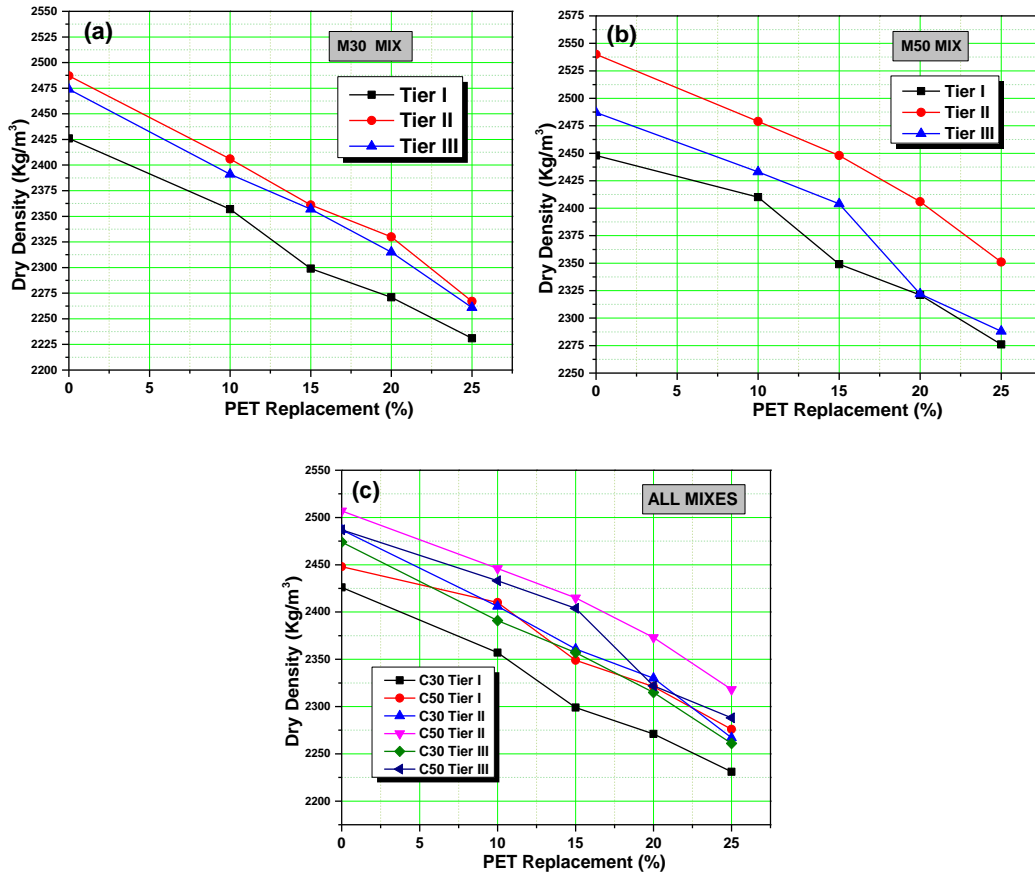 (a)
M30 MIX
Tier I
Tier II
Tier III
2550
2525
2500
2475
2450
2425
2400
2375
2350
2325
2300
2275
2250
2225
2200
Dry Density (Kg/m³)
0 5 10 15 20 25
PET Replacement (%)
(b)
M50 MIX
Tier I
Tier II
Tier III
2575
2550
2525
2500
2475
2450
2425
2400
2375
2350
2325
2300
2275
2250
Dry Density (Kg/m³)
0 5 10 15 20 25
PET Replacement (%)
(c)
ALL MIXES
2550
2500
2450
2400
2350
2300
2250
2200
Dry Density (Kg/m³)
C30 Tier I
C50 Tier I
C30 Tier II
C50 Tier II
C30 Tier III
C50 Tier III
0 5 10 15 20 25
PET Replacement (%)